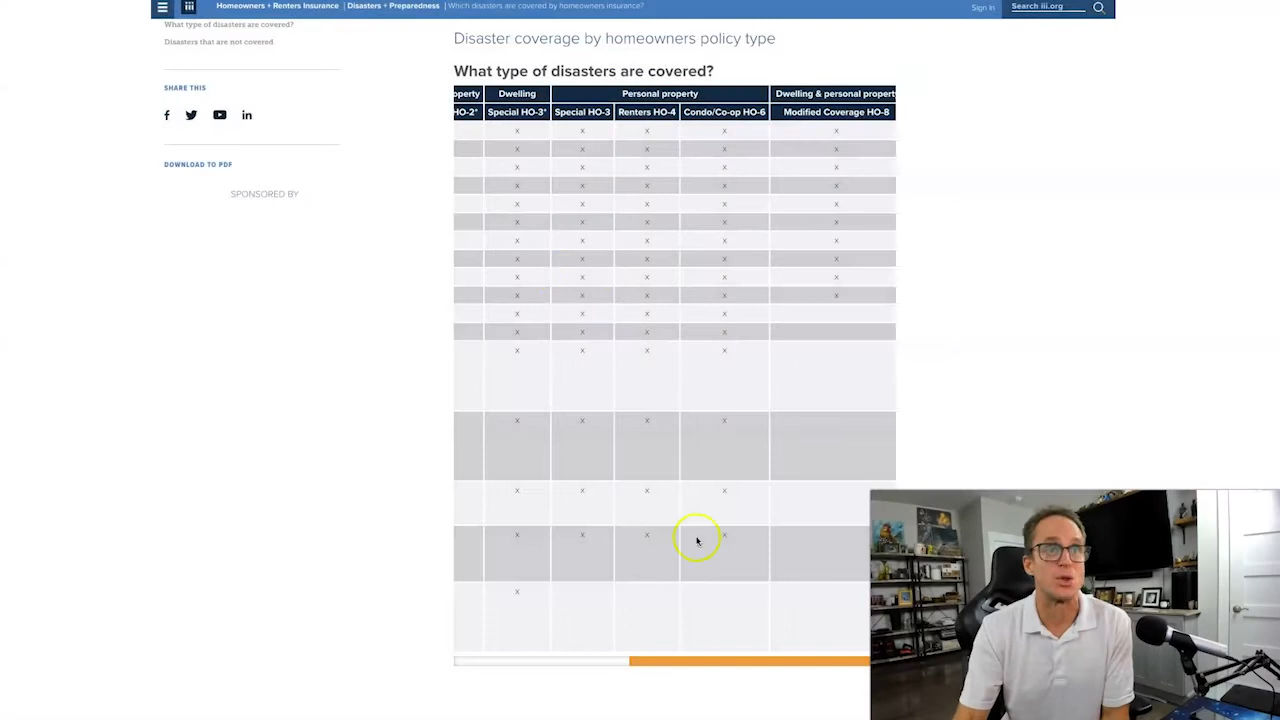 iii Homeowners + Renters Insurance | Disasters + Preparedness | Which disasters are covered by homeowners insurance? Sign In Search iii.org
What type of disasters are covered?
Disasters that are not covered
SHARE THIS
DOWNLOAD TO PDF
SPONSORED BY
Disaster coverage by homeowners policy type
What type of disasters are covered?
operty Dwelling Personal property Dwelling & personal property
HO-2* Special HO-3* Special HO-3 Renters HO-4 Condo/Co-op HO-6 Modified Coverage HO-8
x x x x x
x x x x x
x x x x x
x x x x x
x x x x x
x x x x x
x x x x x
x x x x x
x x x x x
x x x x x
x x x x
x x x x
x x x x
x x x x
x x x x
x x x x
x